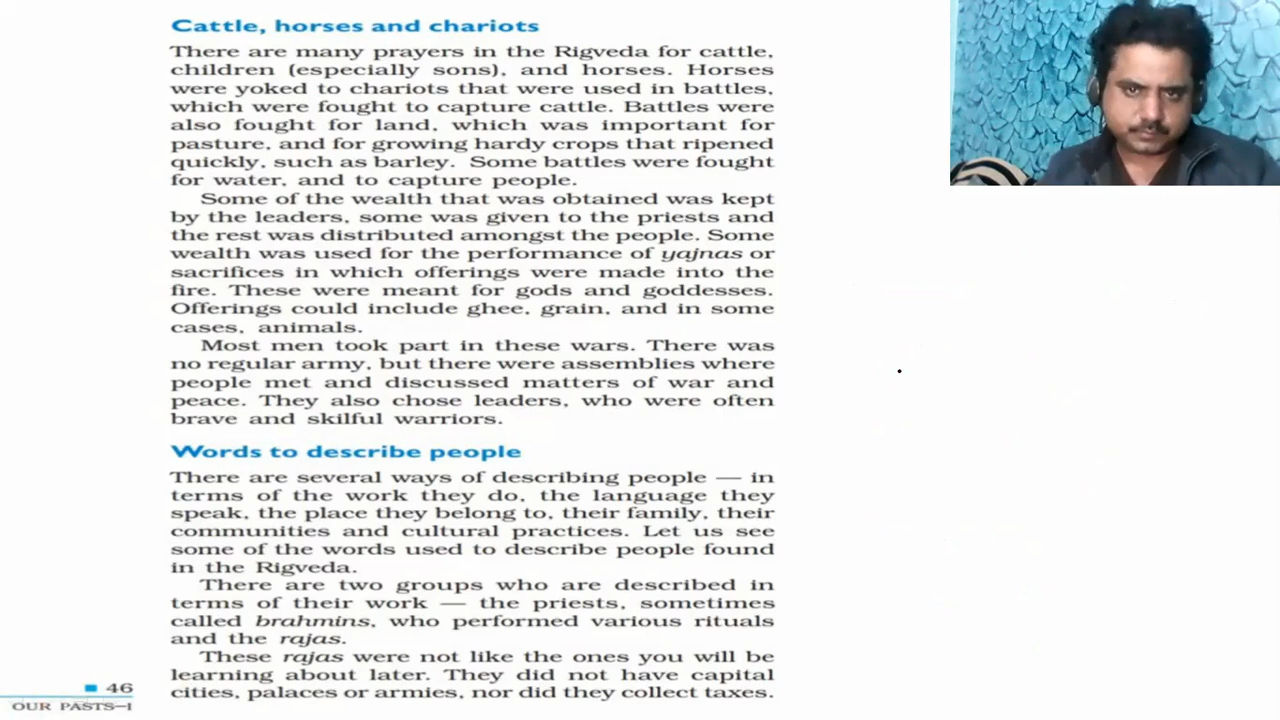 Cattle, horses and chariots
There are many prayers in the Rigveda for cattle,
children (especially sons), and horses. Horses
were yoked to chariots that were used in battles,
which were fought to capture cattle. Battles were
also fought for land, which was important for
pasture, and for growing hardy crops that ripened
quickly, such as barley. Some battles were fought
for water, and to capture people.
Some of the wealth that was obtained was kept
by the leaders, some was given to the priests and
the rest was distributed amongst the people. Some
wealth was used for the performance of yajnas or
sacrifices in which offerings were made into the
fire. These were meant for gods and goddesses.
Offerings could include ghee, grain, and in some
cases, animals.
Most men took part in these wars. There was
no regular army, but there were assemblies where
people met and discussed matters of war and
peace. They also chose leaders, who were often
brave and skilful warriors.
Words to describe people
There are several ways of describing people — in
terms of the work they do, the language they
speak, the place they belong to, their family, their
communities and cultural practices. Let us see
some of the words used to describe people found
in the Rigveda.
There are two groups who are described in
terms of their work — the priests, sometimes
called brahmins, who performed various rituals
and the rajas.
These rajas were not like the ones you will be
learning about later. They did not have capital
cities, palaces or armies, nor did they collect taxes.
46
OUR PASTS–I